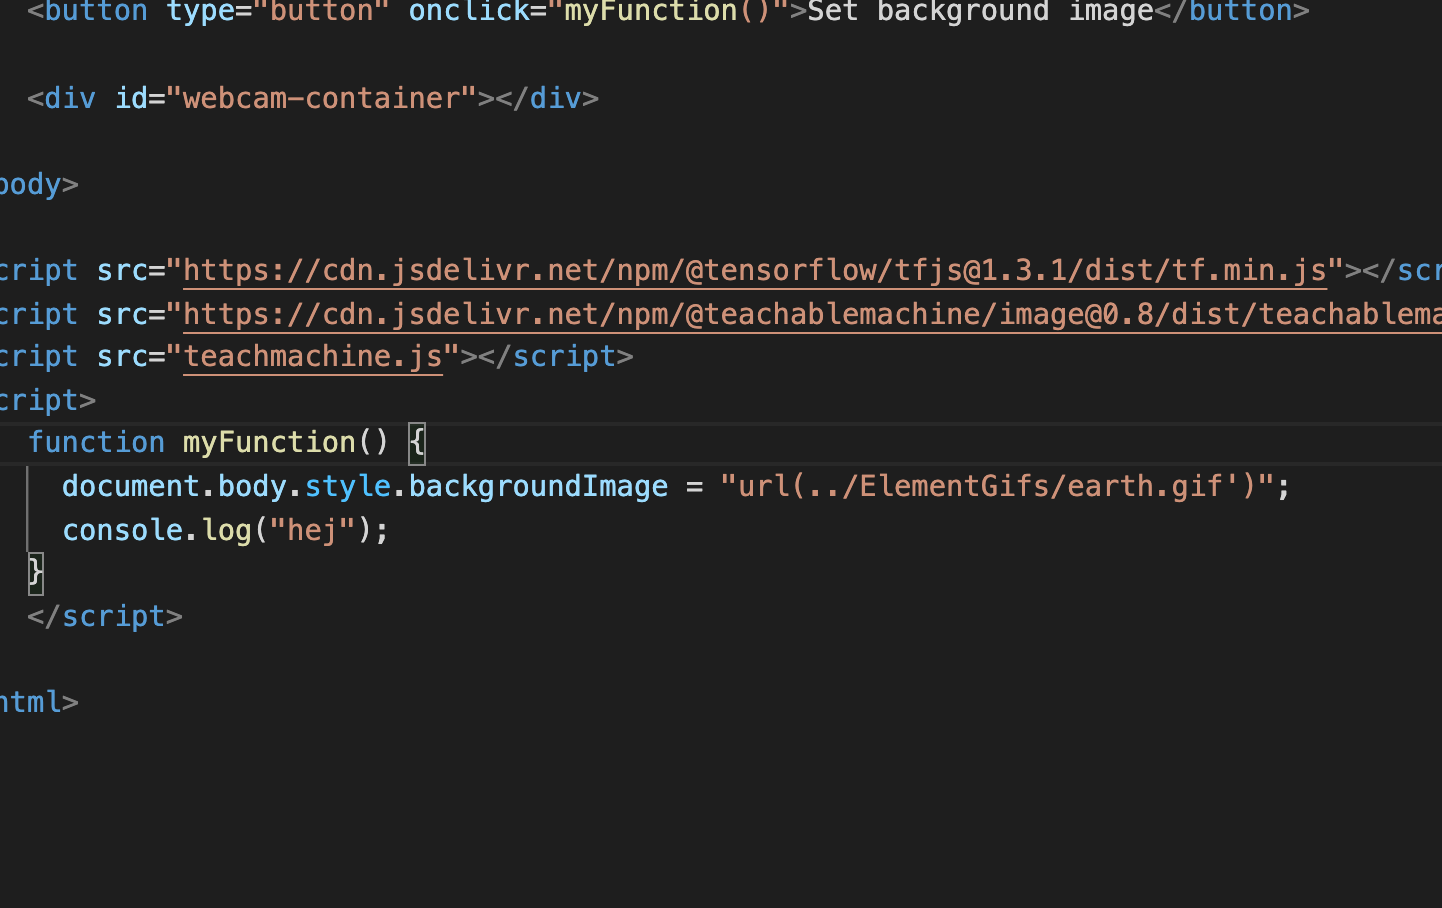 <button type="button" onclick="myFunction()">Set background image</button>
<div id="webcam-container"></div>
body>
cript src="https://cdn.jsdelivr.net/npm/@tensorflow/tfjs@1.3.1/dist/tf.min.js"></scr
cript src="https://cdn.jsdelivr.net/npm/@teachablemachine/image@0.8/dist/teachablema
cript src="teachmachine.js"></script>
cript>
function myFunction() {
document.body.style.backgroundImage = "url(../ElementGifs/earth.gif')";
console.log("hej");
}
</script>
html>